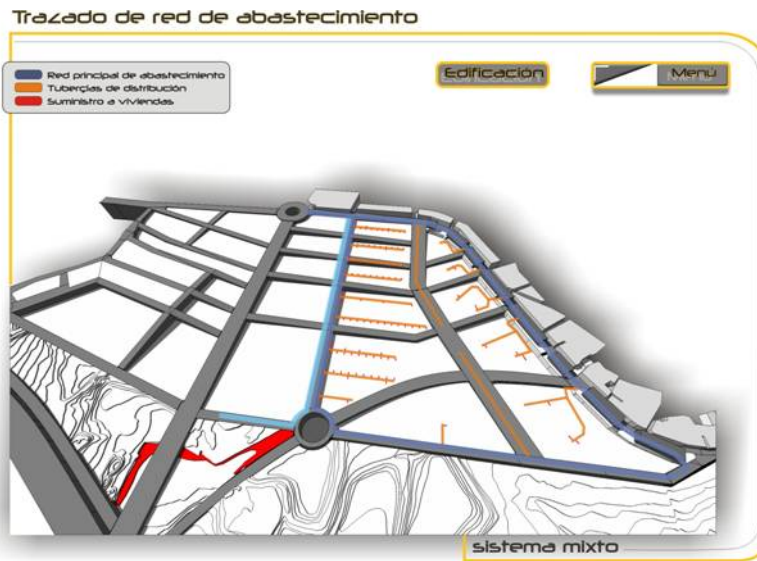 Trazado de red de abastecimiento
Red principal de abastecimiento
Tuberçias de distribución
Suministro a viviendas
Edificación
Menú
sistema mixto